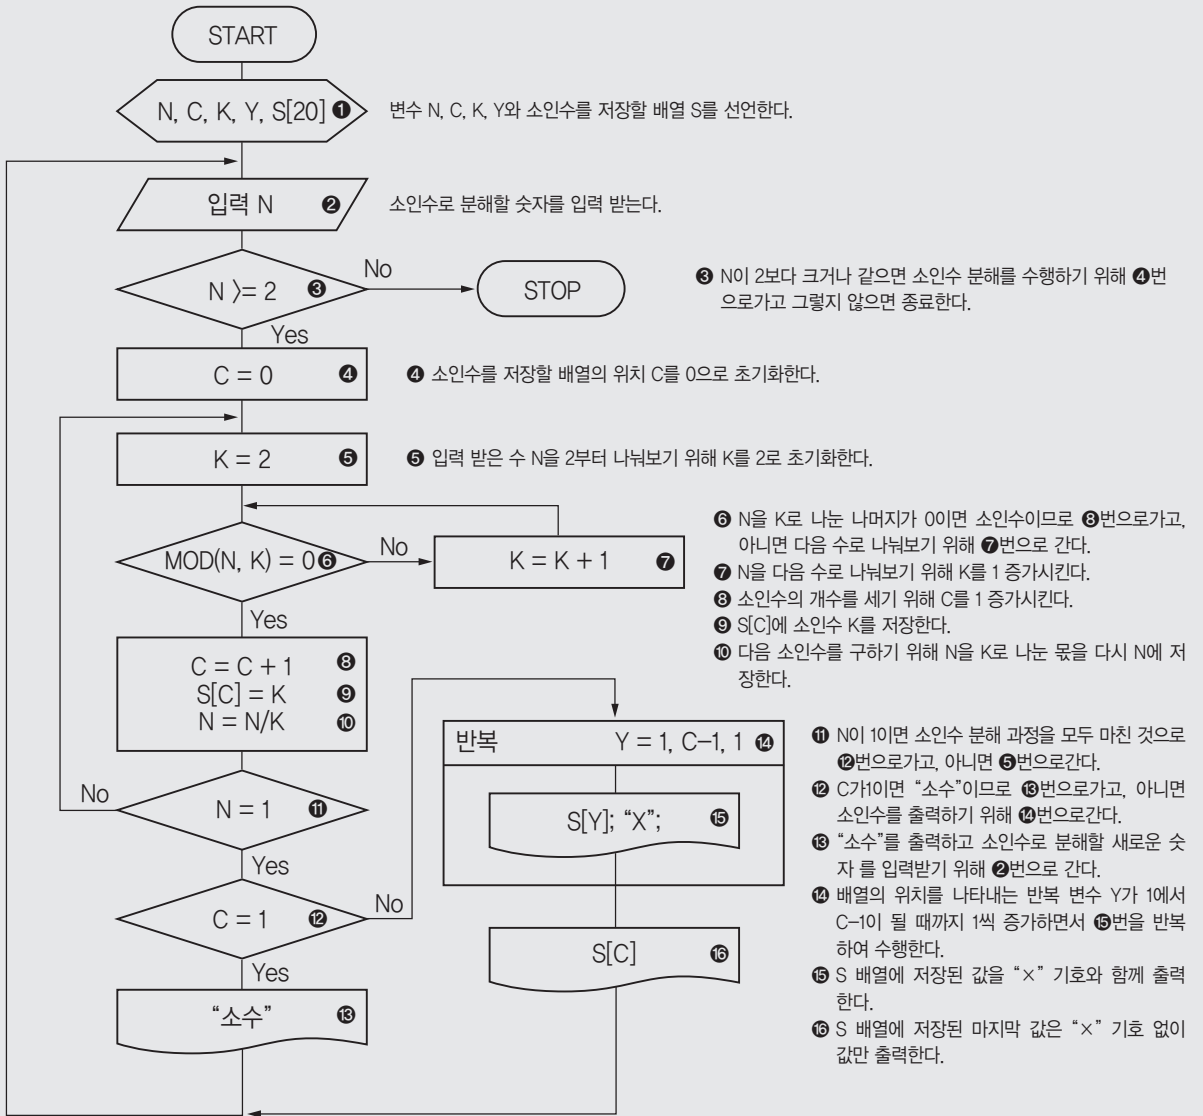 START
N, C, K, Y, S[20] ❶
변수 N, C, K, Y와 소인수를 저장할 배열 S를 선언한다.
입력 N ❷
소인수로 분해할 숫자를 입력 받는다.
N >= 2 ❸
No
STOP
❸ N이 2보다 크거나 같으면 소인수 분해를 수행하기 위해 ❹번
으로가고 그렇지 않으면 종료한다.
Yes
C = 0 ❹
❹ 소인수를 저장할 배열의 위치 C를 0으로 초기화한다.
K = 2 ❺
❺ 입력 받은 수 N을 2부터 나눠보기 위해 K를 2로 초기화한다.
MOD(N, K) = 0 ❻
No
K = K + 1 ❼
❻ N을 K로 나눈 나머지가 0이면 소인수이므로 ❽번으로가고,
아니면 다음 수로 나눠보기 위해 ❼번으로 간다.
❼ N을 다음 수로 나눠보기 위해 K를 1 증가시킨다.
❽ 소인수의 개수를 세기 위해 C를 1 증가시킨다.
❾ S[C]에 소인수 K를 저장한다.
❿ 다음 소인수를 구하기 위해 N을 K로 나눈 몫을 다시 N에 저
장한다.
Yes
C = C + 1 ❽
S[C] = K ❾
N = N/K ❿
반복 Y = 1, C-1, 1 ⓮
S[Y]; "X"; ⓯
S[C] ⓰
No
N = 1 ⓫
Yes
C = 1 ⓬
No
Yes
"소수" ⓭
⓫ N이 1이면 소인수 분해 과정을 모두 마친 것으로
⓬번으로가고, 아니면 ❺번으로간다.
⓬ C가1이면 "소수"이므로 ⓭번으로가고, 아니면
소인수를 출력하기 위해 ⓮번으로간다.
⓭ "소수"를 출력하고 소인수로 분해할 새로운 숫
자 를 입력받기 위해 ❷번으로 간다.
⓮ 배열의 위치를 나타내는 반복 변수 Y가 1에서
C-1이 될 때까지 1씩 증가하면서 ⓯번을 반복
하여 수행한다.
⓯ S 배열에 저장된 값을 "×" 기호와 함께 출력
한다.
⓰ S 배열에 저장된 마지막 값은 "×" 기호 없이
값만 출력한다.